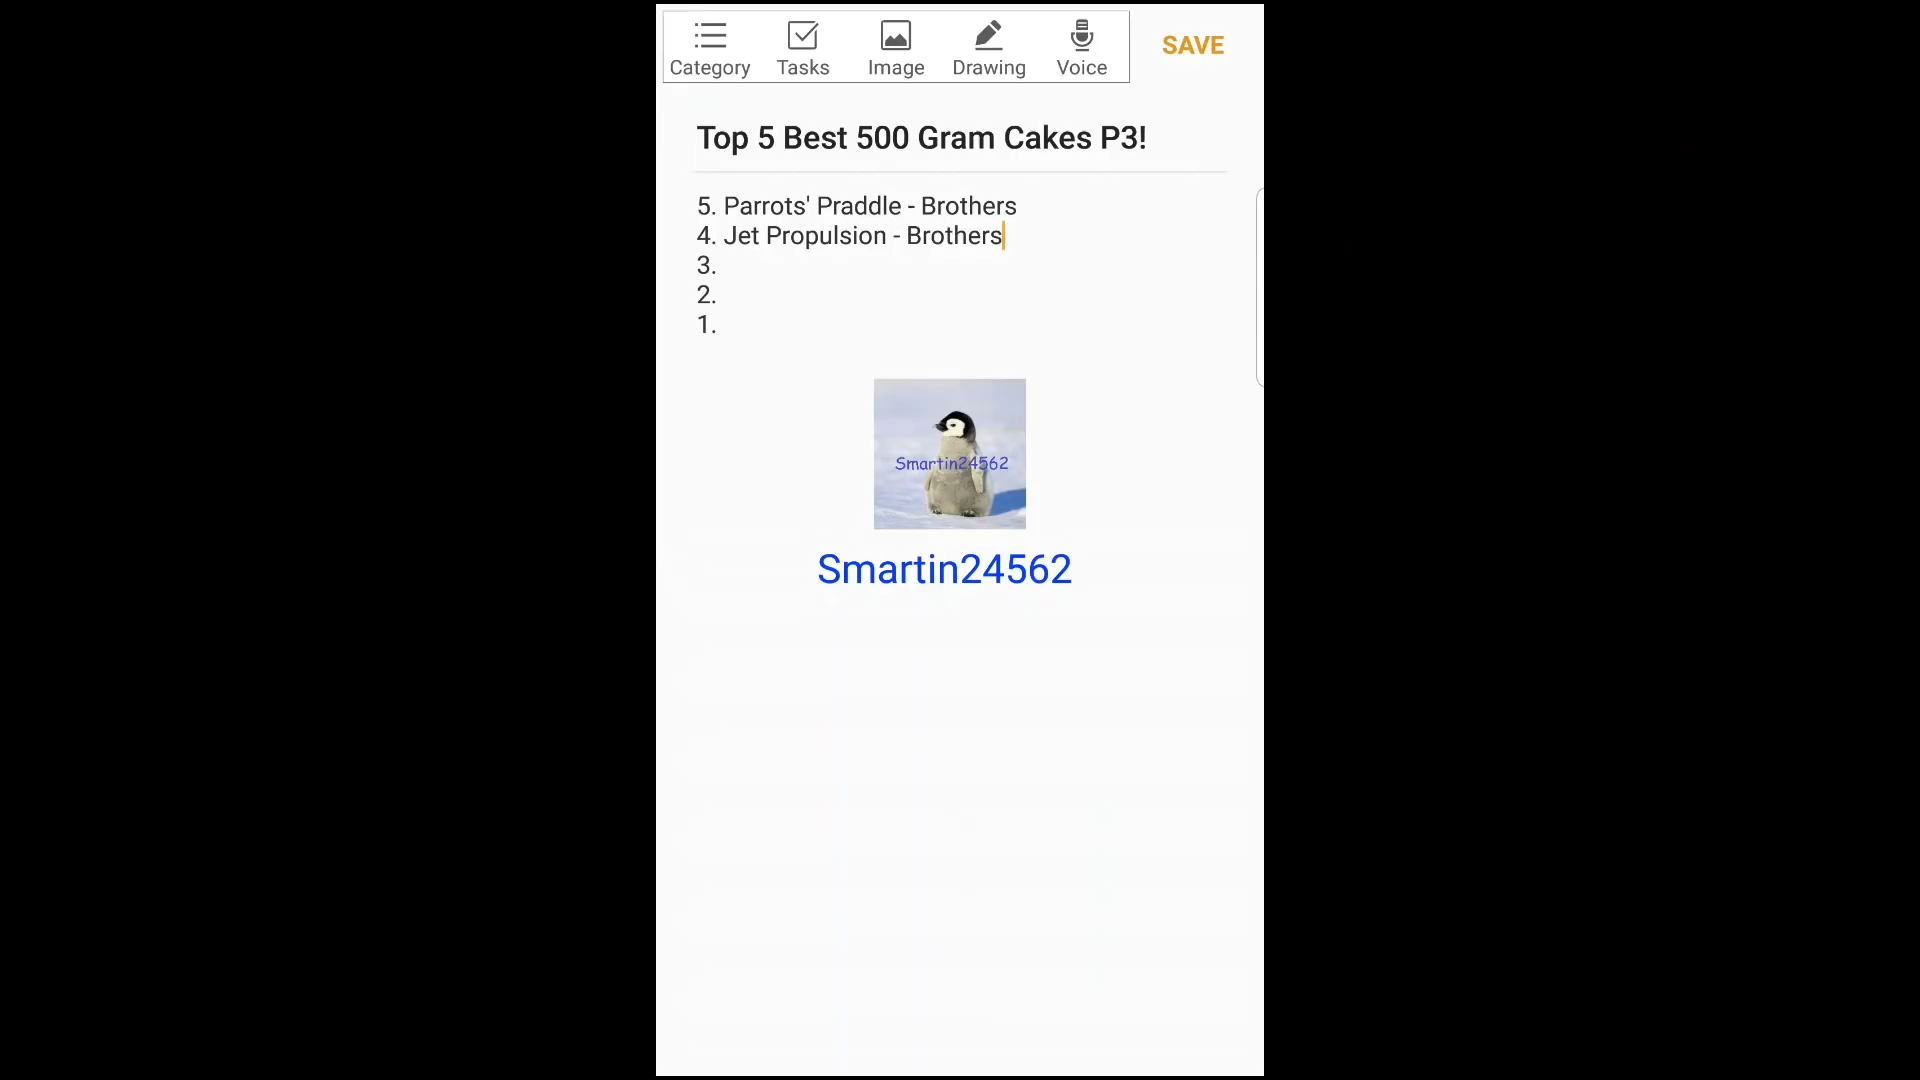 Category Tasks Image Drawing Voice SAVE
Top 5 Best 500 Gram Cakes P3!
5. Parrots' Praddle - Brothers
4. Jet Propulsion - Brothers
3.
2.
1.
Smartin24562
Smartin24562